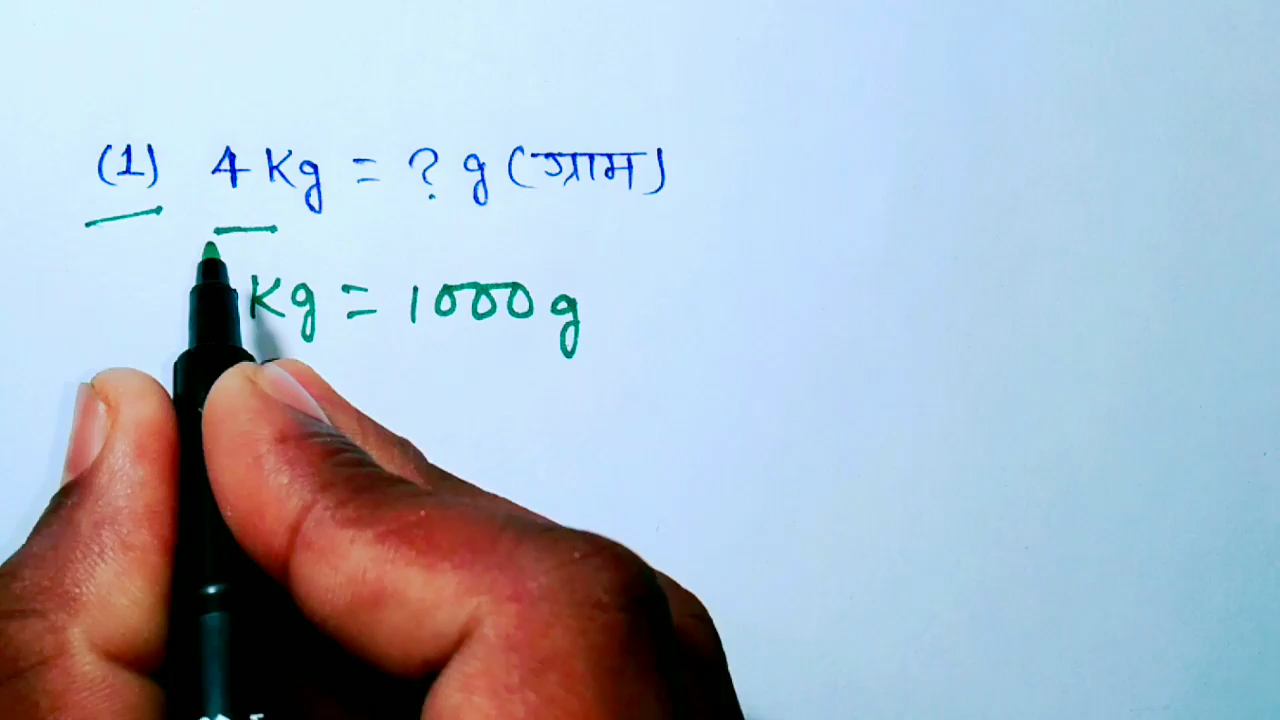 (1) 4 Kg = ? g (ग्राम)
Kg = 1000 g